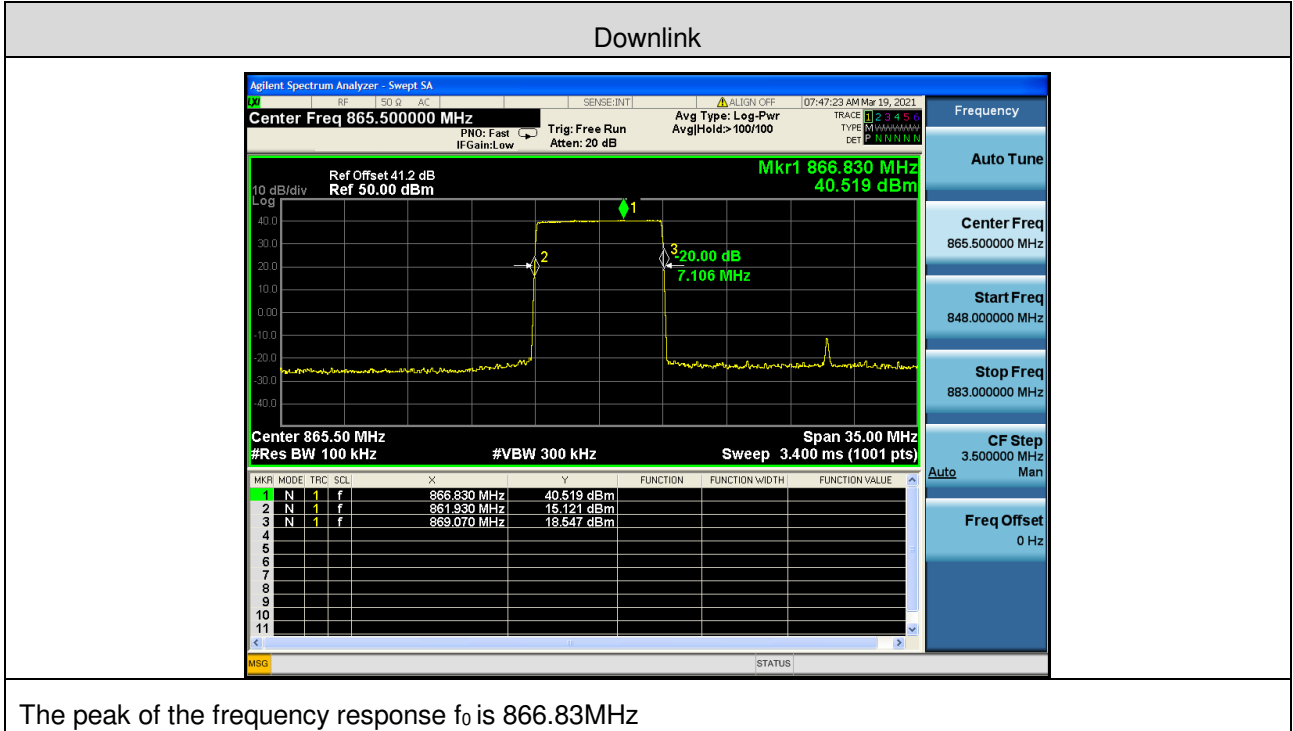 Downlink
Agilent Spectrum Analyzer - Swept SA
LXI RF 50 Ω AC SENSE:INT ALIGN OFF 07:47:23 AM Mar 19, 2021
Center Freq 865.500000 MHz
PNO: Fast
IFGain:Low
Trig: Free Run
Atten: 20 dB
Avg Type: Log-Pwr
Avg|Hold:>100/100
TRACE 1 2 3 4 5 6
TYPE M
DET P N N N N N
Ref Offset 41.2 dB
10 dB/div Ref 50.00 dBm
Log
Mkr1 866.830 MHz
40.519 dBm
40.0
30.0
20.0
10.0
0.00
-10.0
-20.0
-30.0
-40.0
1
2
3
-20.00 dB
7.106 MHz
Center 865.50 MHz Span 35.00 MHz
#Res BW 100 kHz #VBW 300 kHz Sweep 3.400 ms (1001 pts)
MKR MODE TRC SCL X Y FUNCTION FUNCTION WIDTH FUNCTION VALUE
1 N 1 f 866.830 MHz 40.519 dBm
2 N 1 f 861.930 MHz 15.121 dBm
3 N 1 f 869.070 MHz 18.547 dBm
4
5
6
7
8
9
10
11
MSG STATUS
Frequency
Auto Tune
Center Freq
865.500000 MHz
Start Freq
848.000000 MHz
Stop Freq
883.000000 MHz
CF Step
3.500000 MHz
Auto Man
Freq Offset
0 Hz
The peak of the frequency response f0 is 866.83MHz